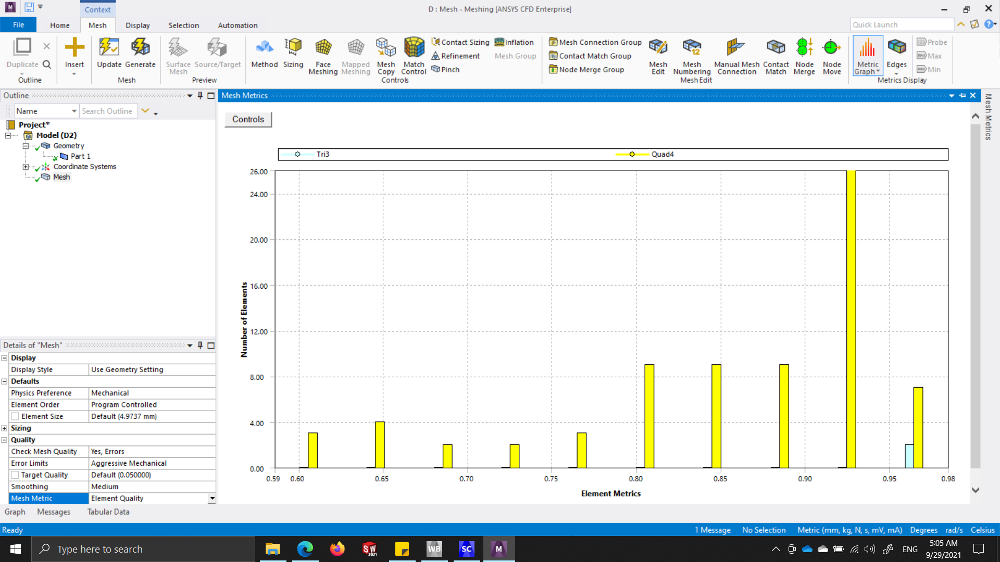 Context
D : Mesh - Meshing [ANSYS CFD Enterprise]
File
Home
Mesh
Display
Selection
Automation
Quick Launch
Duplicate
Outline
Insert
Update
Generate
Mesh
Surface Mesh
Source/Target
Preview
Method
Sizing
Face Meshing
Mapped Meshing
Mesh Copy
Match Control
Contact Sizing
Refinement
Pinch
Inflation
Mesh Group
Controls
Mesh Connection Group
Contact Match Group
Node Merge Group
Mesh Edit
Mesh Numbering
Manual Mesh Connection
Contact Match
Node Merge
Node Move
Mesh Edit
Metric Graph
Edges
Probe
Max
Min
Metrics Display
Outline
Name
Search Outline
Project*
Model (D2)
Geometry
Part 1
Coordinate Systems
Mesh
Details of "Mesh"
Display
Display Style Use Geometry Setting
Defaults
Physics Preference Mechanical
Element Order Program Controlled
Element Size Default (4.9737 mm)
Sizing
Quality
Check Mesh Quality Yes, Errors
Error Limits Aggressive Mechanical
Target Quality Default (0.050000)
Smoothing Medium
Mesh Metric Element Quality
Graph Messages Tabular Data
Mesh Metrics
Mesh Metrics
Controls
Tri3 Quad4
26.00
24.00
20.00
16.00
12.00
8.00
4.00
0.00
Number of Elements
0.59 0.60 0.65 0.70 0.75 0.80 0.85 0.90 0.95 0.98
Element Metrics
Ready
1 Message No Selection Metric (mm, kg, N, s, mV, mA) Degrees rad/s Celsius
Type here to search
SW
2021
WB
SC
M
ENG
5:05 AM
9/29/2021